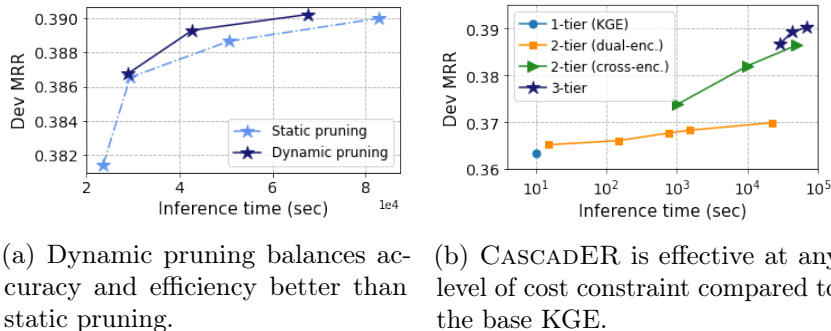 0.390
0.388
0.386
0.384
0.382
Dev MRR
Static pruning
Dynamic pruning
2 4 6 8
1e4
Inference time (sec)
0.39
0.38
0.37
0.36
Dev MRR
1-tier (KGE)
2-tier (dual-enc.)
2-tier (cross-enc.)
3-tier
10¹ 10² 10³ 10⁴ 10⁵
Inference time (sec)
(a) Dynamic pruning balances ac-
curacy and efficiency better than
static pruning.
(b) CASCADER is effective at any
level of cost constraint compared to
the base KGE.